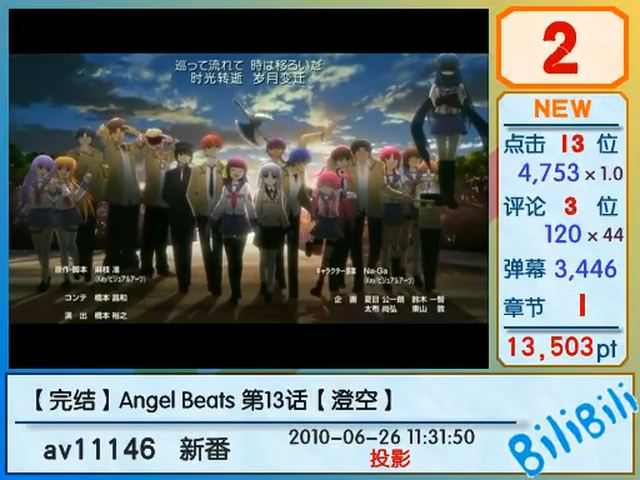 巡って流れて 時は移ろいだ
时光转逝 岁月变迁
原作・脚本 麻枝 准
(Key/ビジュアルアーツ)
コンテ 橋本 昌和
演 出 橋本 裕之
キャラクター原案 Na-Ga
(Key/ビジュアルアーツ)
企 画 夏目 公一朗 鈴木 一智
太布 尚弘 東山 敦
2
NEW
点击 13 位
4,753 ×1.0
评论 3 位
120 ×44
弹幕 3,446
章节 1
13,503pt
【完结】Angel Beats 第13话【澄空】
av11146 新番
2010-06-26 11:31:50
投影
BiliBili